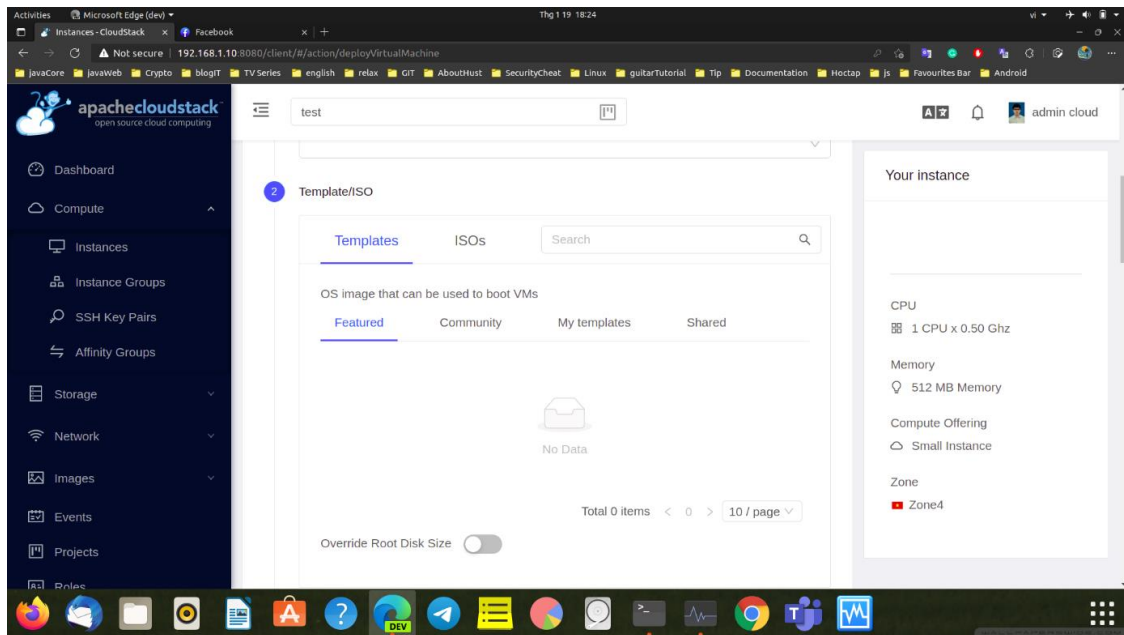 Activities Microsoft Edge (dev) Thg 1 19 18:24 vi
Instances - CloudStack Facebook
Not secure 192.168.1.10:8080/client/#/action/deployVirtualMachine
javaCore javaWeb Crypto blogIT TV Series english relax GIT AboutHust SecurityCheat Linux guitarTutorial Tip Documentation Hoctap js Favourites Bar Android
apachecloudstack
open source cloud computing
test
admin cloud
Dashboard
Compute
Instances
Instance Groups
SSH Key Pairs
Affinity Groups
Storage
Network
Images
Events
Projects
Roles
2 Template/ISO
Templates ISOs Search
OS image that can be used to boot VMs
Featured Community My templates Shared
No Data
Total 0 items < 0 > 10 / page
Override Root Disk Size
Your instance
CPU
1 CPU x 0.50 Ghz
Memory
512 MB Memory
Compute Offering
Small Instance
Zone
Zone4
DEV